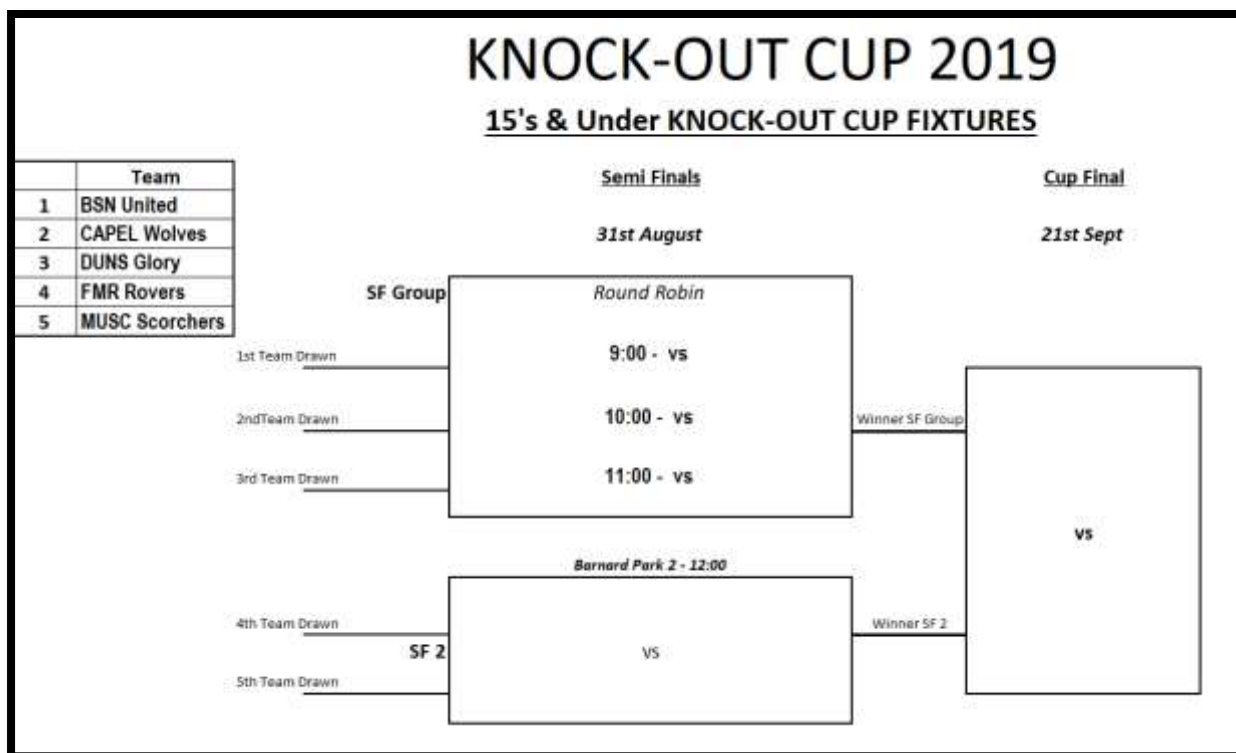 KNOCK-OUT CUP 2019
15's & Under KNOCK-OUT CUP FIXTURES
Team
1 BSN United
2 CAPEL Wolves
3 DUNS Glory
4 FMR Rovers
5 MUSC Scorchers
Semi Finals
31st August
Cup Final
21st Sept
SF Group
Round Robin
1st Team Drawn
9:00 - vs
2ndTeam Drawn
10:00 - vs
3rd Team Drawn
11:00 - vs
Winner SF Group
Barnard Park 2 - 12:00
4th Team Drawn
SF 2
vs
5th Team Drawn
Winner SF 2
vs